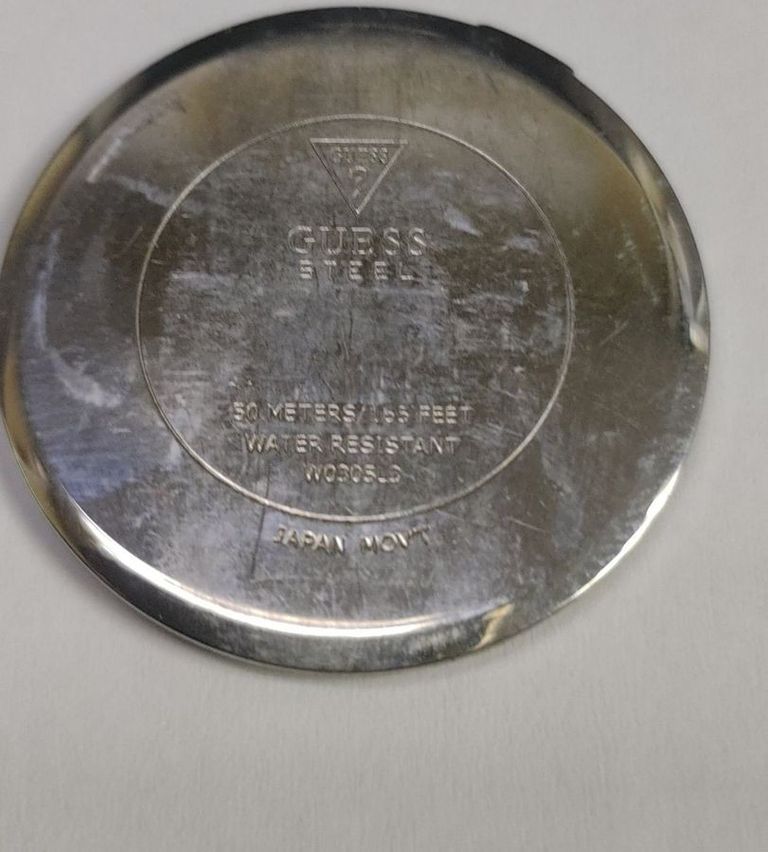 GUESS
?
GUESS
STEEL
50 METERS/165 FEET
WATER RESISTANT
JAPAN MOV'T